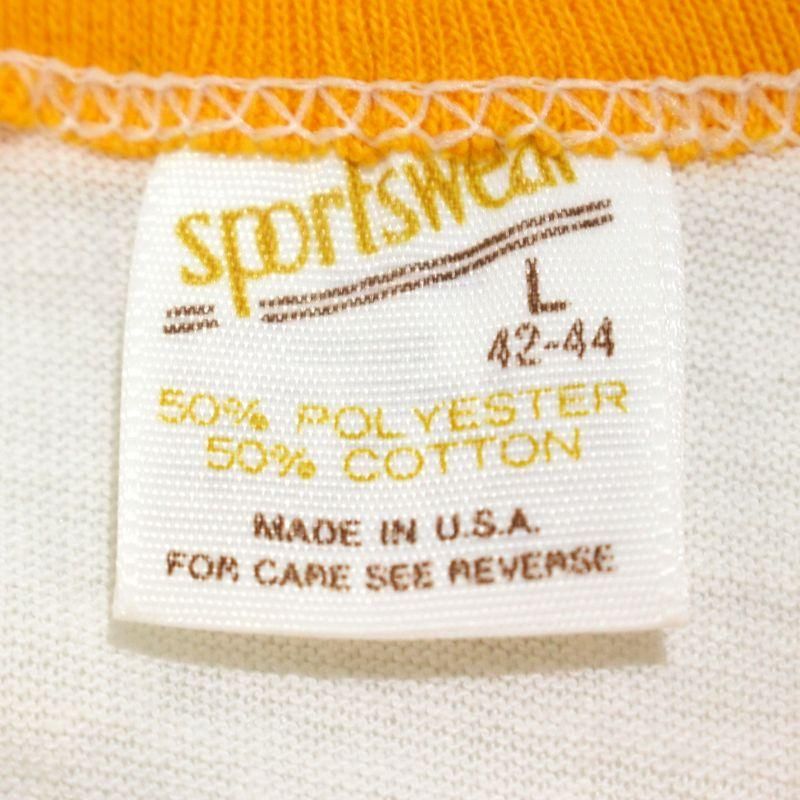 sportswear
L
42-44
50% POLYESTER
50% COTTON
MADE IN U.S.A.
FOR CARE SEE REVERSE